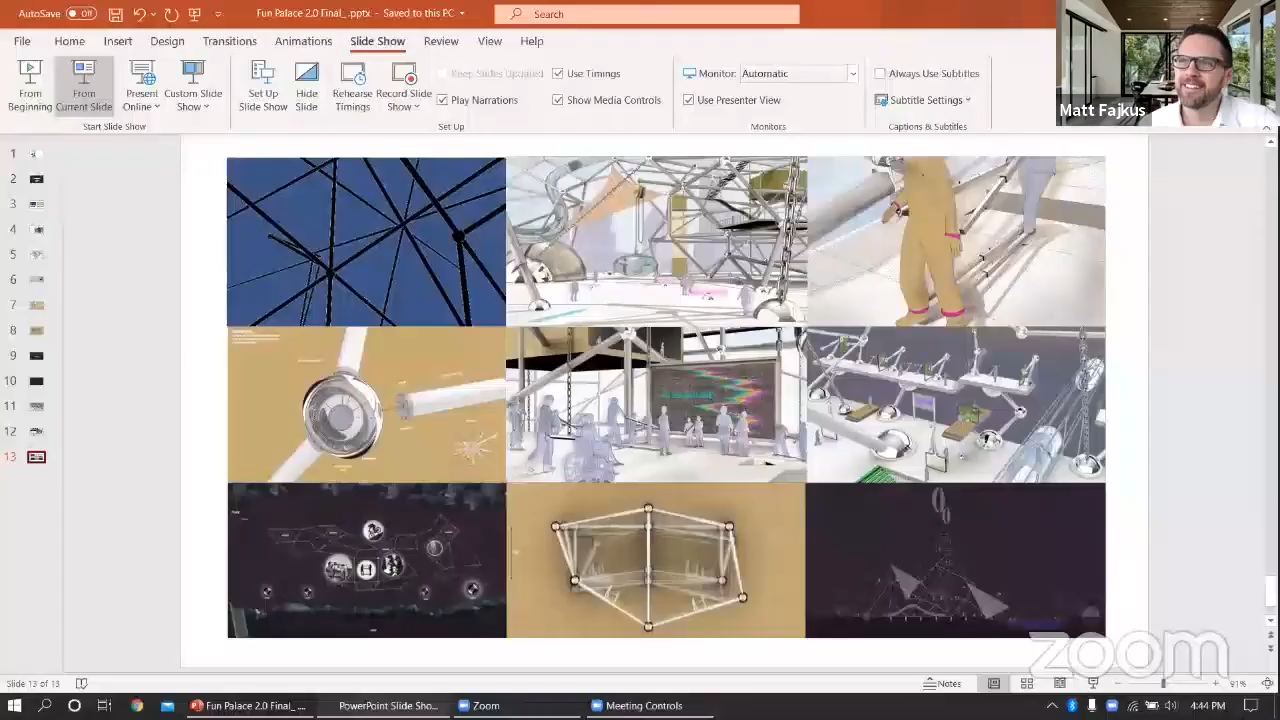 AutoSave Off Fun Palace 2.0 Final_.pptx - Saved to this PC Search
File Home Insert Design Transitions Animations Slide Show Review View Help
From Beginning
From Current Slide
Present Online
Custom Slide Show
Start Slide Show
Set Up Slide Show
Hide Slide
Rehearse Timings
Record Slide Show
Keep Slides Updated
Play Narrations
Use Timings
Show Media Controls
Set Up
Monitor: Automatic
Use Presenter View
Monitors
Always Use Subtitles
Subtitle Settings
Captions & Subtitles
Matt Fajkus
1
2
3
4
5
6
7
8
9
10
11
12
13
zoom
Slide 13 of 13 Notes 91%
Fun Palace 2.0 Final_ ... PowerPoint Slide Sho... Zoom Meeting Controls 4:44 PM